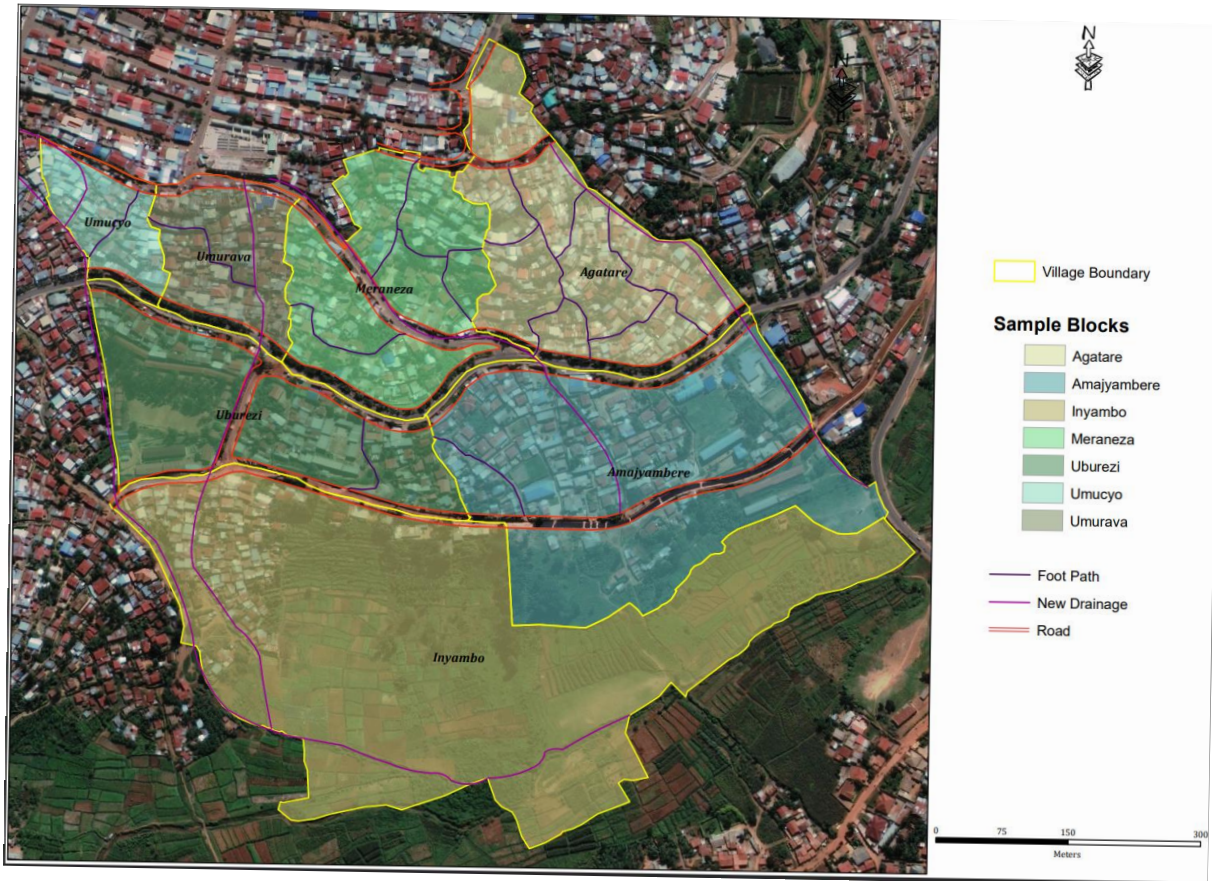 N
N
Umucyo
Umurava
Meraneza
Agatare
Uburezi
Amajyambere
Inyambo
Village Boundary
Sample Blocks
Agatare
Amajyambere
Inyambo
Meraneza
Uburezi
Umucyo
Umurava
Foot Path
New Drainage
Road
0 75 150 300
Meters